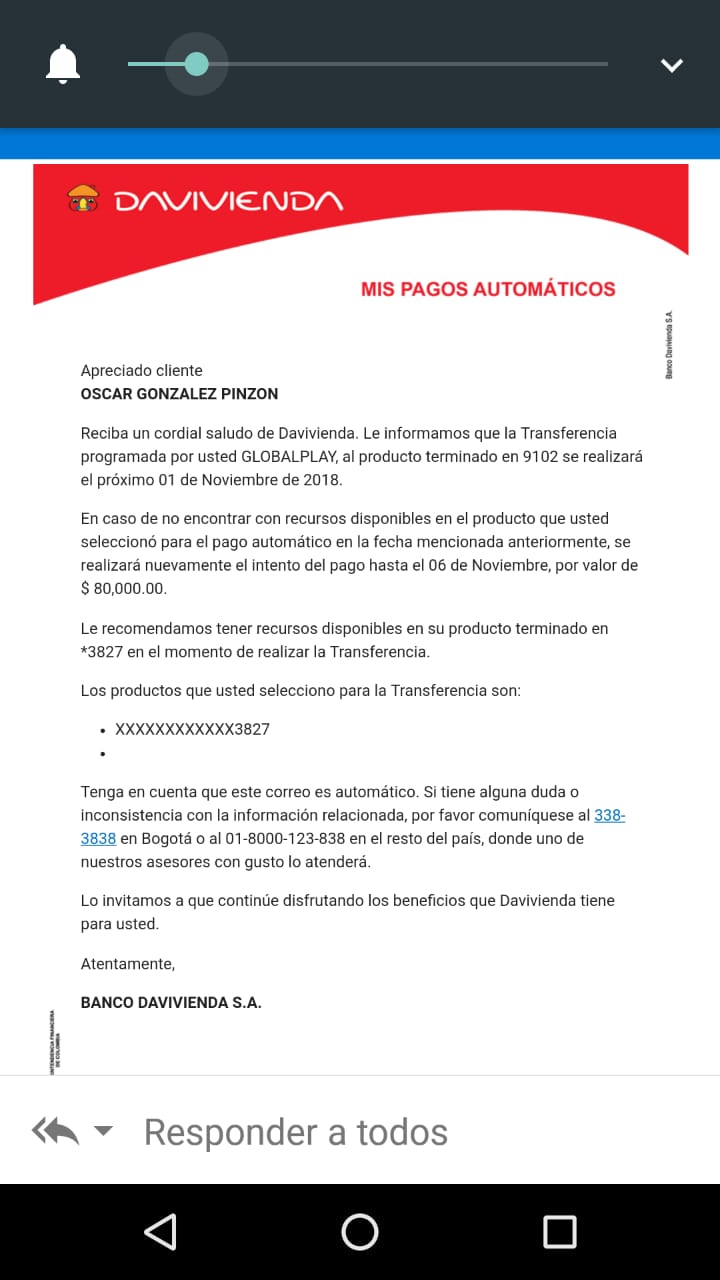 DAVIVIENDA
MIS PAGOS AUTOMÁTICOS
Banco Davivienda S.A.
Apreciado cliente
OSCAR GONZALEZ PINZON
Reciba un cordial saludo de Davivienda. Le informamos que la Transferencia
programada por usted GLOBALPLAY, al producto terminado en 9102 se realizará
el próximo 01 de Noviembre de 2018.
En caso de no encontrar con recursos disponibles en el producto que usted
seleccionó para el pago automático en la fecha mencionada anteriormente, se
realizará nuevamente el intento del pago hasta el 06 de Noviembre, por valor de
$ 80,000.00.
Le recomendamos tener recursos disponibles en su producto terminado en
*3827 en el momento de realizar la Transferencia.
Los productos que usted selecciono para la Transferencia son:
• XXXXXXXXXXXX3827
•
Tenga en cuenta que este correo es automático. Si tiene alguna duda o
inconsistencia con la información relacionada, por favor comuníquese al 338-
3838 en Bogotá o al 01-8000-123-838 en el resto del país, donde uno de
nuestros asesores con gusto lo atenderá.
Lo invitamos a que continúe disfrutando los beneficios que Davivienda tiene
para usted.
Atentamente,
BANCO DAVIVIENDA S.A.
FINANCIERA
DE COLOMBIA
Responder a todos